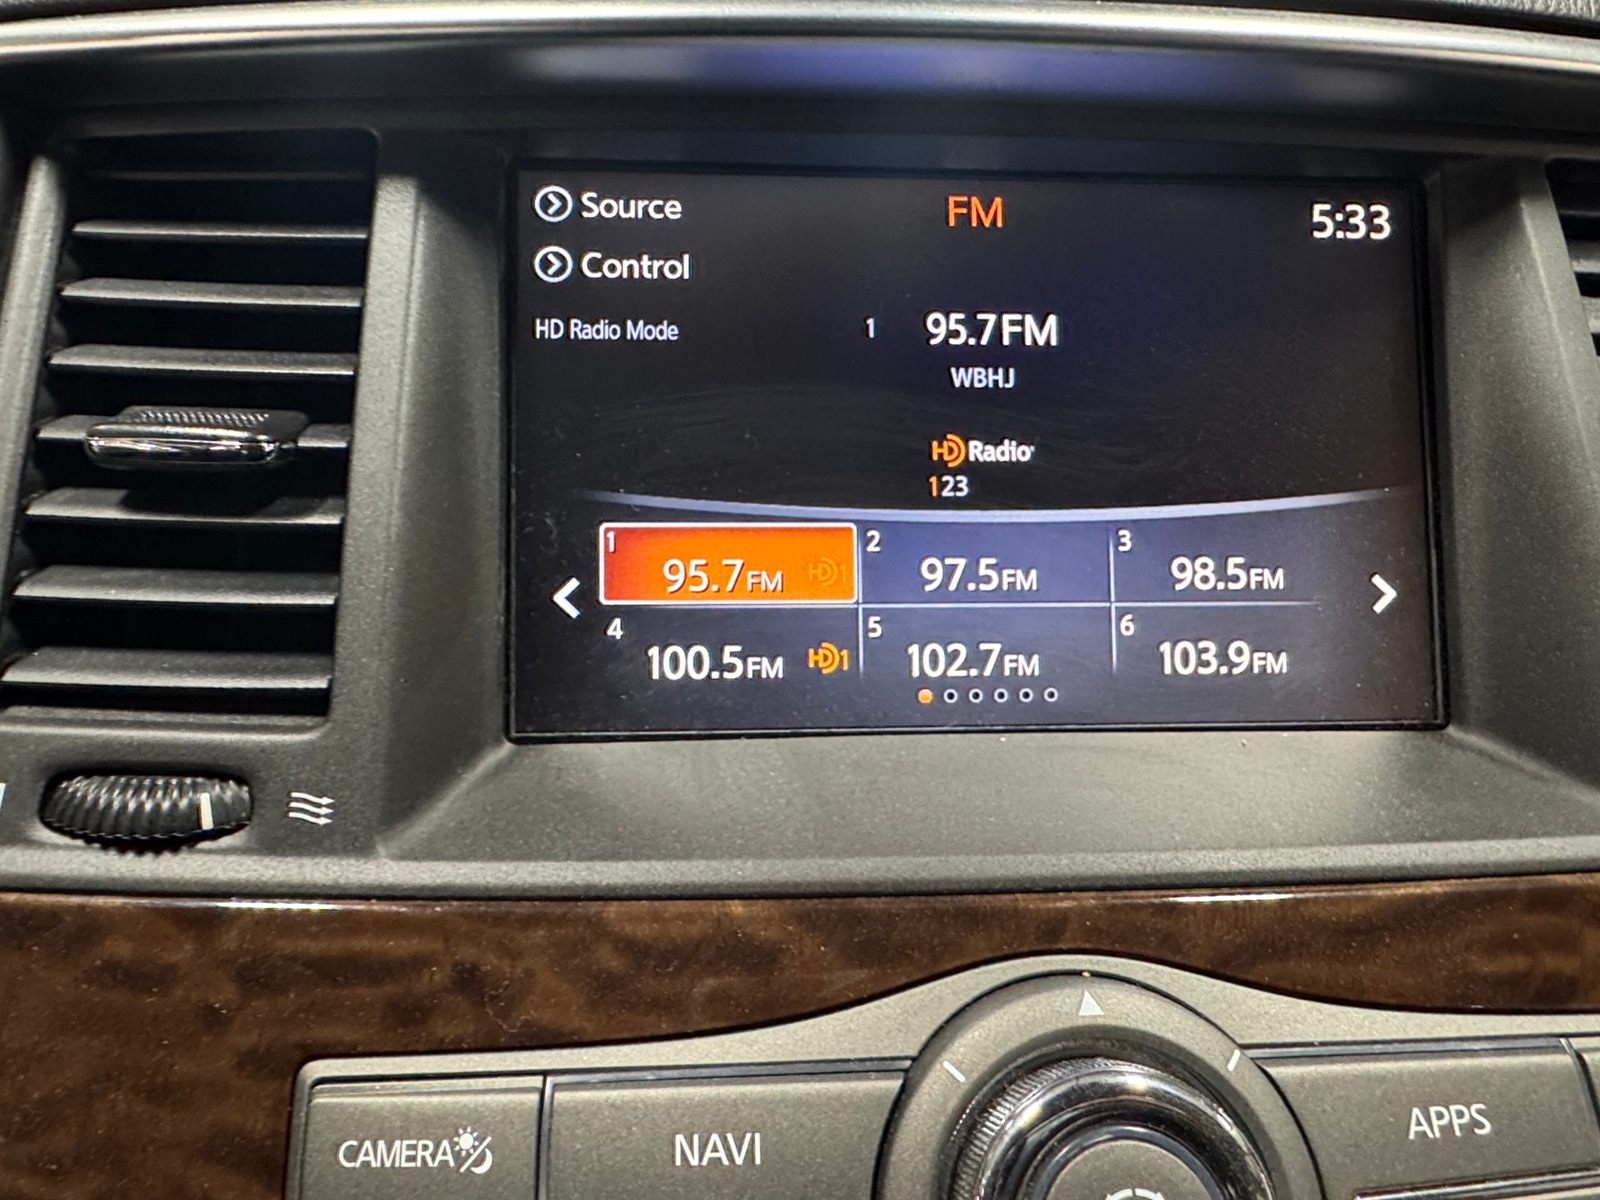 Source
FM
5:33
Control
HD Radio Mode
1
95.7FM
WBHJ
HD Radio
123
1
95.7FM HD1
2
97.5FM
3
98.5FM
4
100.5FM HD1
5
102.7FM
6
103.9FM
CAMERA
NAVI
APPS